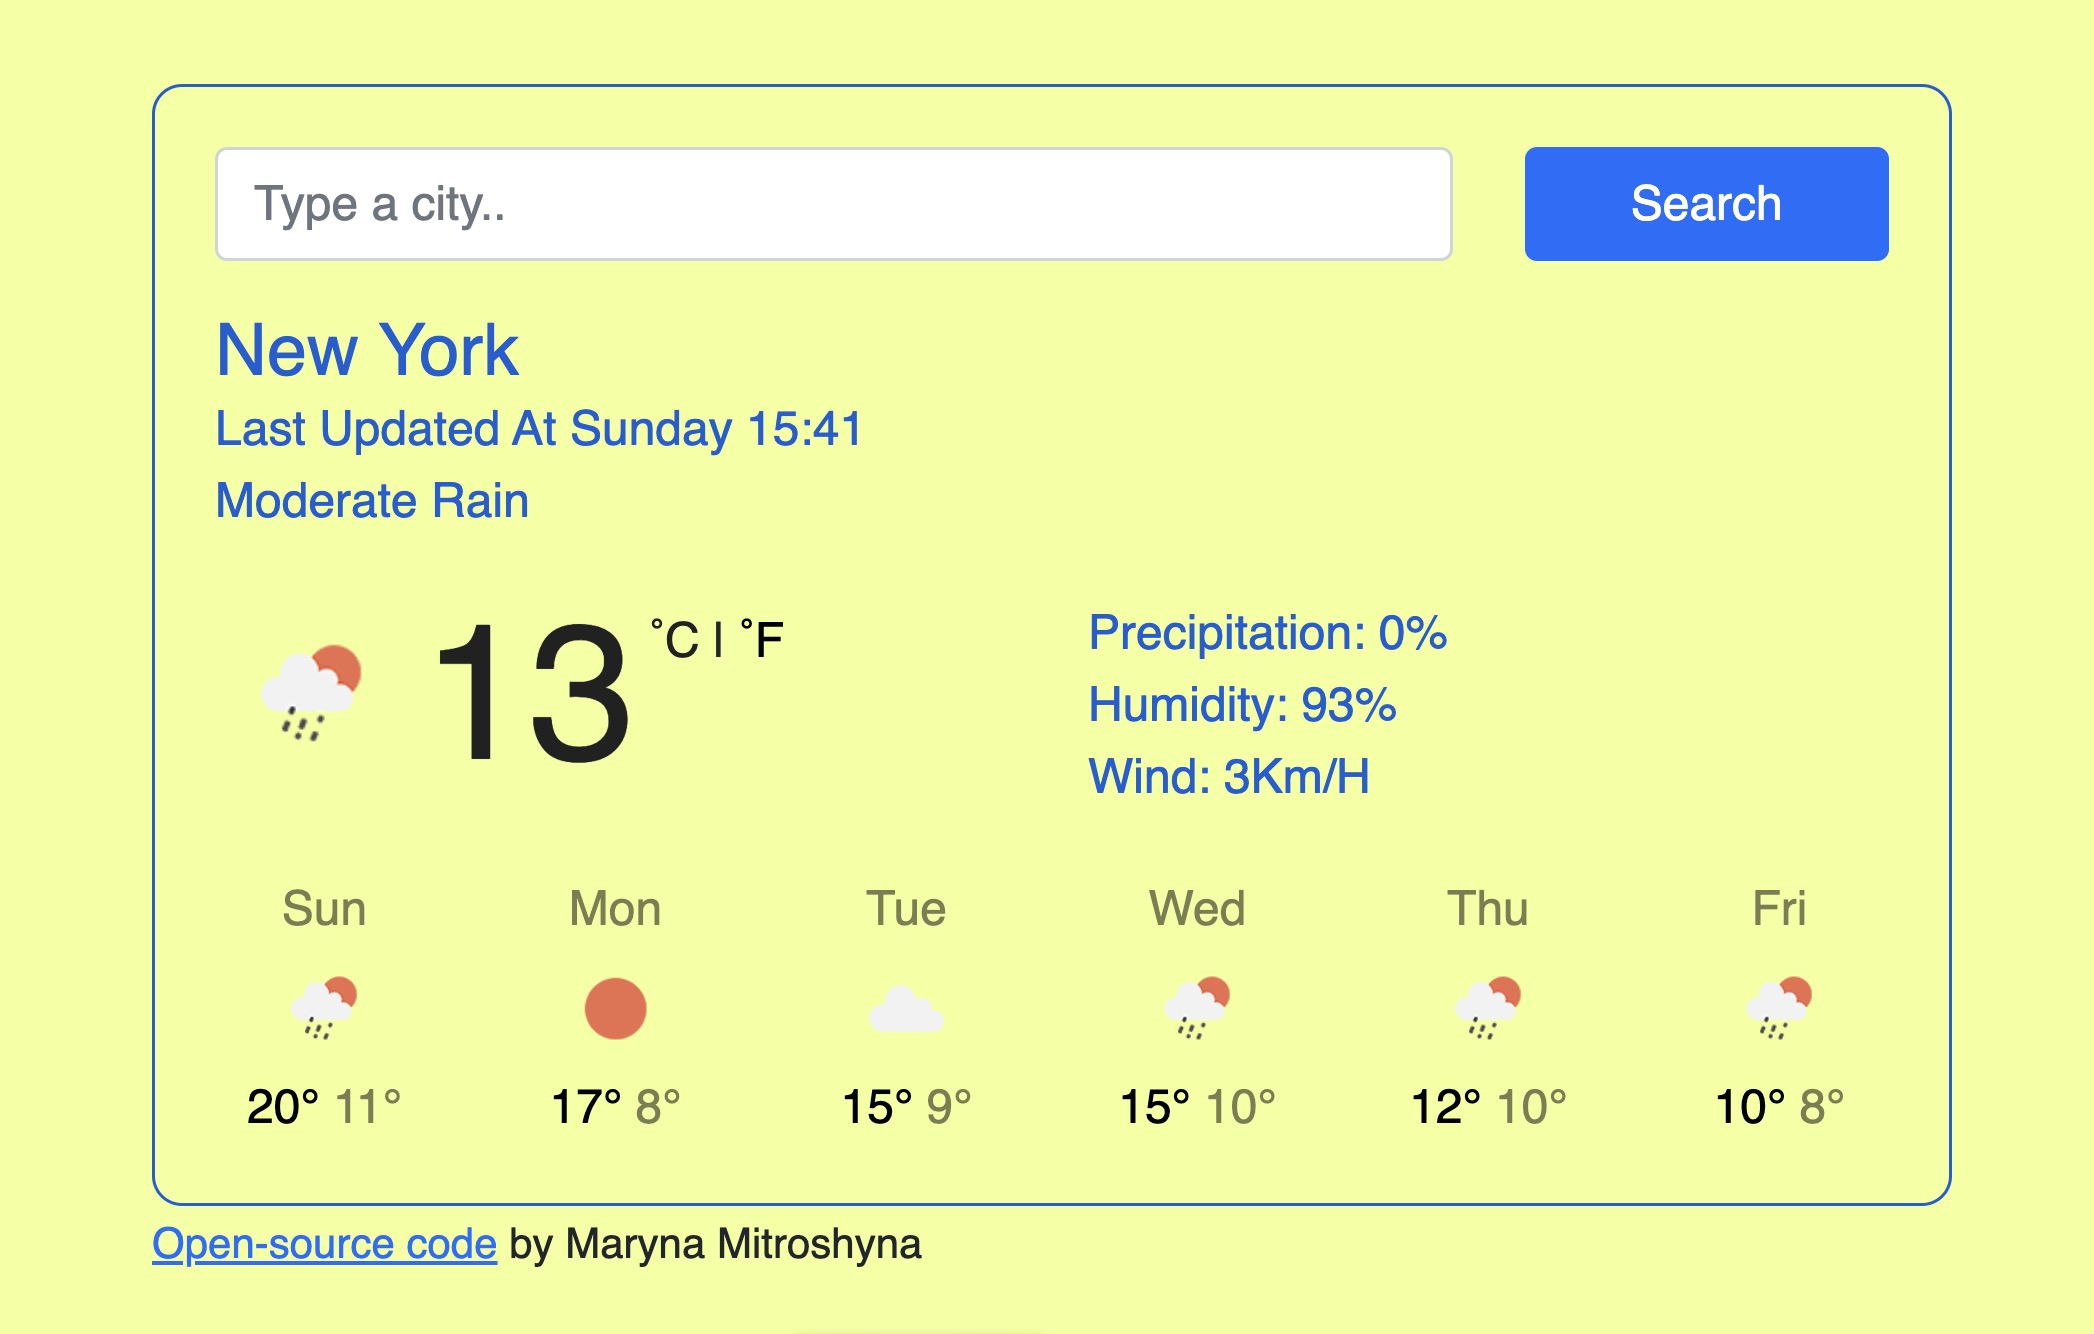 Type a city..
Search
New York
Last Updated At Sunday 15:41
Moderate Rain
13 °C | °F
Precipitation: 0%
Humidity: 93%
Wind: 3Km/H
Sun Mon Tue Wed Thu Fri
20° 11° 17° 8° 15° 9° 15° 10° 12° 10° 10° 8°
Open-source code by Maryna Mitroshyna